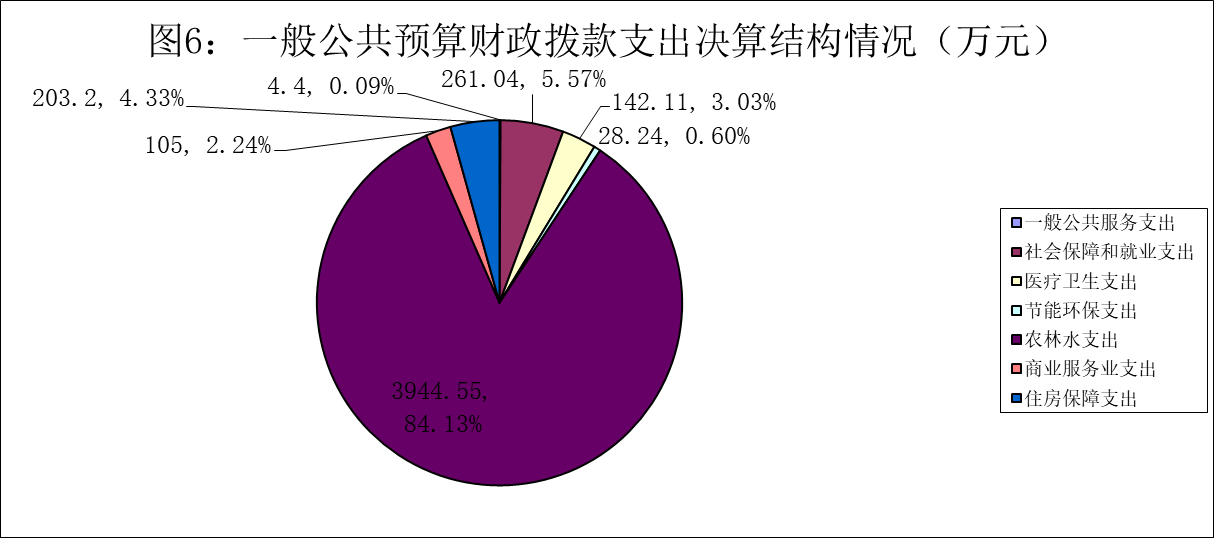 图6：一般公共预算财政拨款支出决算结构情况（万元）
4.4, 0.09%
261.04, 5.57%
203.2, 4.33%
142.11, 3.03%
105, 2.24%
28.24, 0.60%
3944.55,
84.13%
一般公共服务支出
社会保障和就业支出
医疗卫生支出
节能环保支出
农林水支出
商业服务业支出
住房保障支出